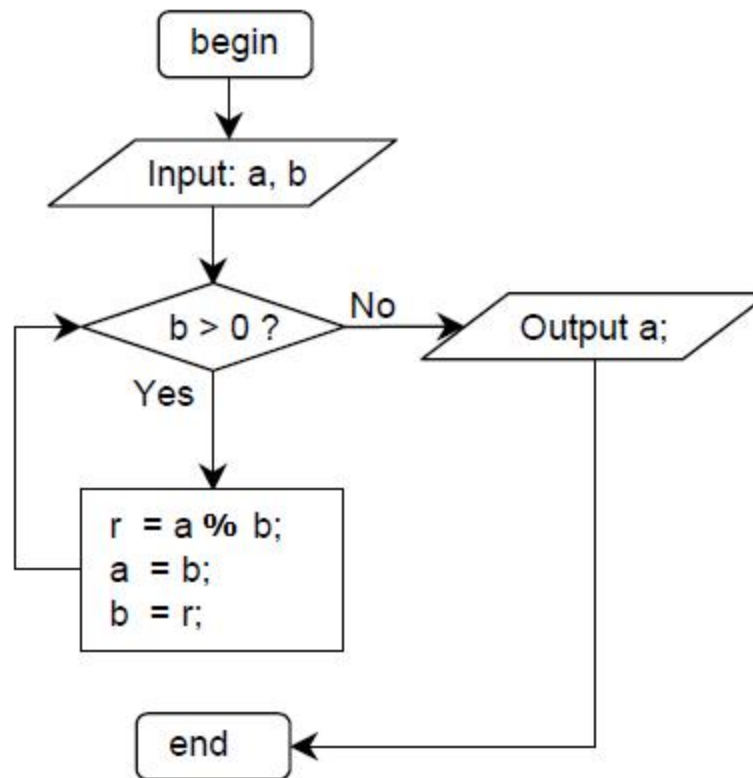 begin
Input: a, b
b > 0 ?
No
Output a;
Yes
r = a % b;
a = b;
b = r;
end